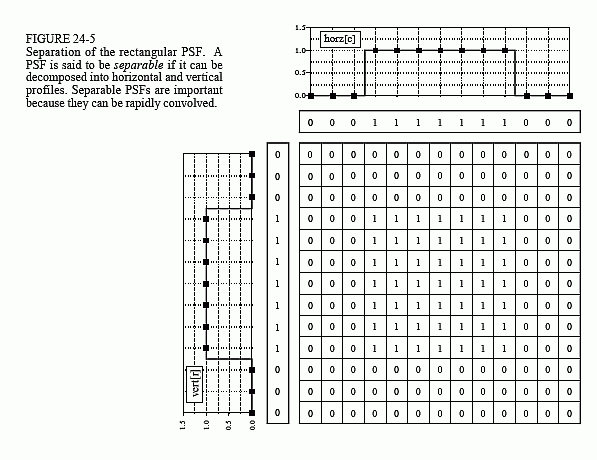 FIGURE 24-5
Separation of the rectangular PSF. A
PSF is said to be separable if it can be
decomposed into horizontal and vertical
profiles. Separable PSFs are important
because they can be rapidly convolved.
1.5
1.0
0.5
0.0
horz[c]
0 0 0 1 1 1 1 1 1 1 0 0 0
0 0 0 0 0 0 0 0 0 0 0 0 0 0
0 0 0 0 0 0 0 0 0 0 0 0 0 0
0 0 0 0 0 0 0 0 0 0 0 0 0 0
1 0 0 0 1 1 1 1 1 1 1 0 0 0
1 0 0 0 1 1 1 1 1 1 1 0 0 0
1 0 0 0 1 1 1 1 1 1 1 0 0 0
1 0 0 0 1 1 1 1 1 1 1 0 0 0
1 0 0 0 1 1 1 1 1 1 1 0 0 0
1 0 0 0 1 1 1 1 1 1 1 0 0 0
1 0 0 0 1 1 1 1 1 1 1 0 0 0
0 0 0 0 0 0 0 0 0 0 0 0 0 0
0 0 0 0 0 0 0 0 0 0 0 0 0 0
0 0 0 0 0 0 0 0 0 0 0 0 0 0
vert[r]
1.5 1.0 0.5 0.0